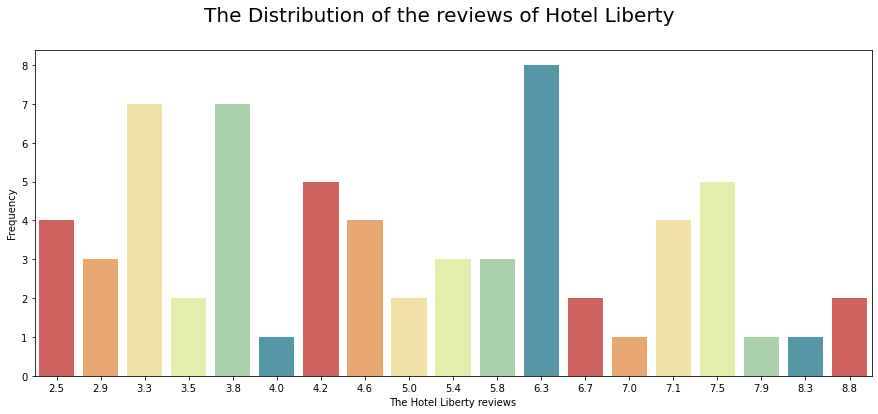 The Distribution of the reviews of Hotel Liberty
8
7
6
5
4
3
2
1
0
Frequency
2.5 2.9 3.3 3.5 3.8 4.0 4.2 4.6 5.0 5.4 5.8 6.3 6.7 7.0 7.1 7.5 7.9 8.3 8.8
The Hotel Liberty reviews